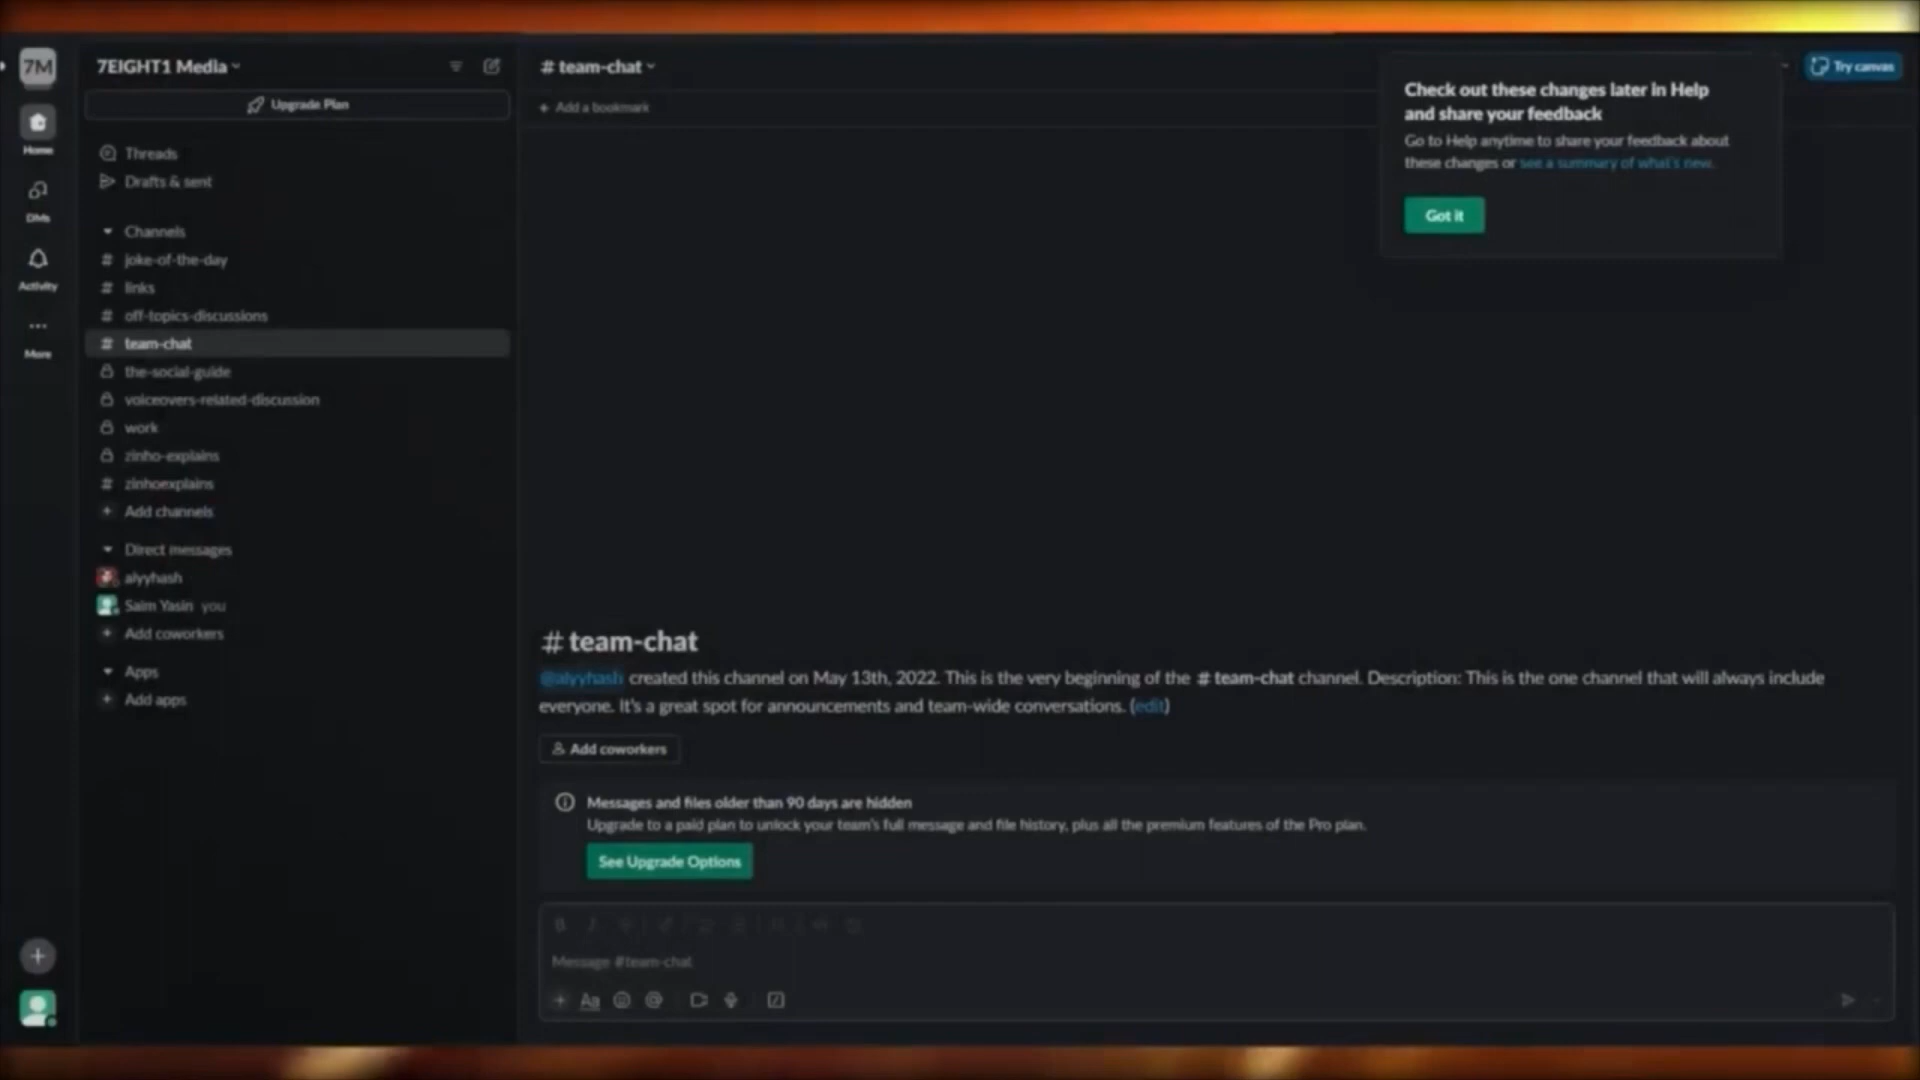 7M
Home
DMs
Activity
More
7EIGHT1 Media
Upgrade Plan
Threads
Drafts & sent
Channels
# joke-of-the-day
# links
# off-topics-discussions
# team-chat
the-social-guide
voiceovers-related-discussion
work
zinho-explains
# zinhoexplains
+ Add channels
Direct messages
alyyhash
Saim Yasin you
+ Add coworkers
Apps
+ Add apps
# team-chat
+ Add a bookmark
Try canvas
Check out these changes later in Help
and share your feedback
Go to Help anytime to share your feedback about
these changes or see a summary of what's new.
Got it
# team-chat
@alyyhash created this channel on May 13th, 2022. This is the very beginning of the # team-chat channel. Description: This is the one channel that will always include
everyone. It's a great spot for announcements and team-wide conversations. (edit)
Add coworkers
Messages and files older than 90 days are hidden
Upgrade to a paid plan to unlock your team's full message and file history, plus all the premium features of the Pro plan.
See Upgrade Options
B I
Message #team-chat
+ Aa @